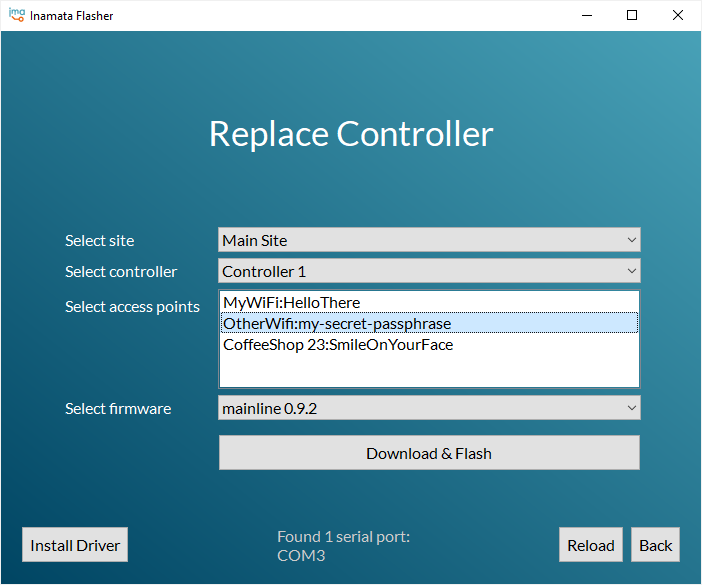 ima
Inamata Flasher
Replace Controller
Select site
Main Site
Select controller
Controller 1
Select access points
MyWiFi:HelloThere
OtherWifi:my-secret-passphrase
CoffeeShop 23:SmileOnYourFace
Select firmware
mainline 0.9.2
Download & Flash
Install Driver
Found 1 serial port:
COM3
Reload
Back